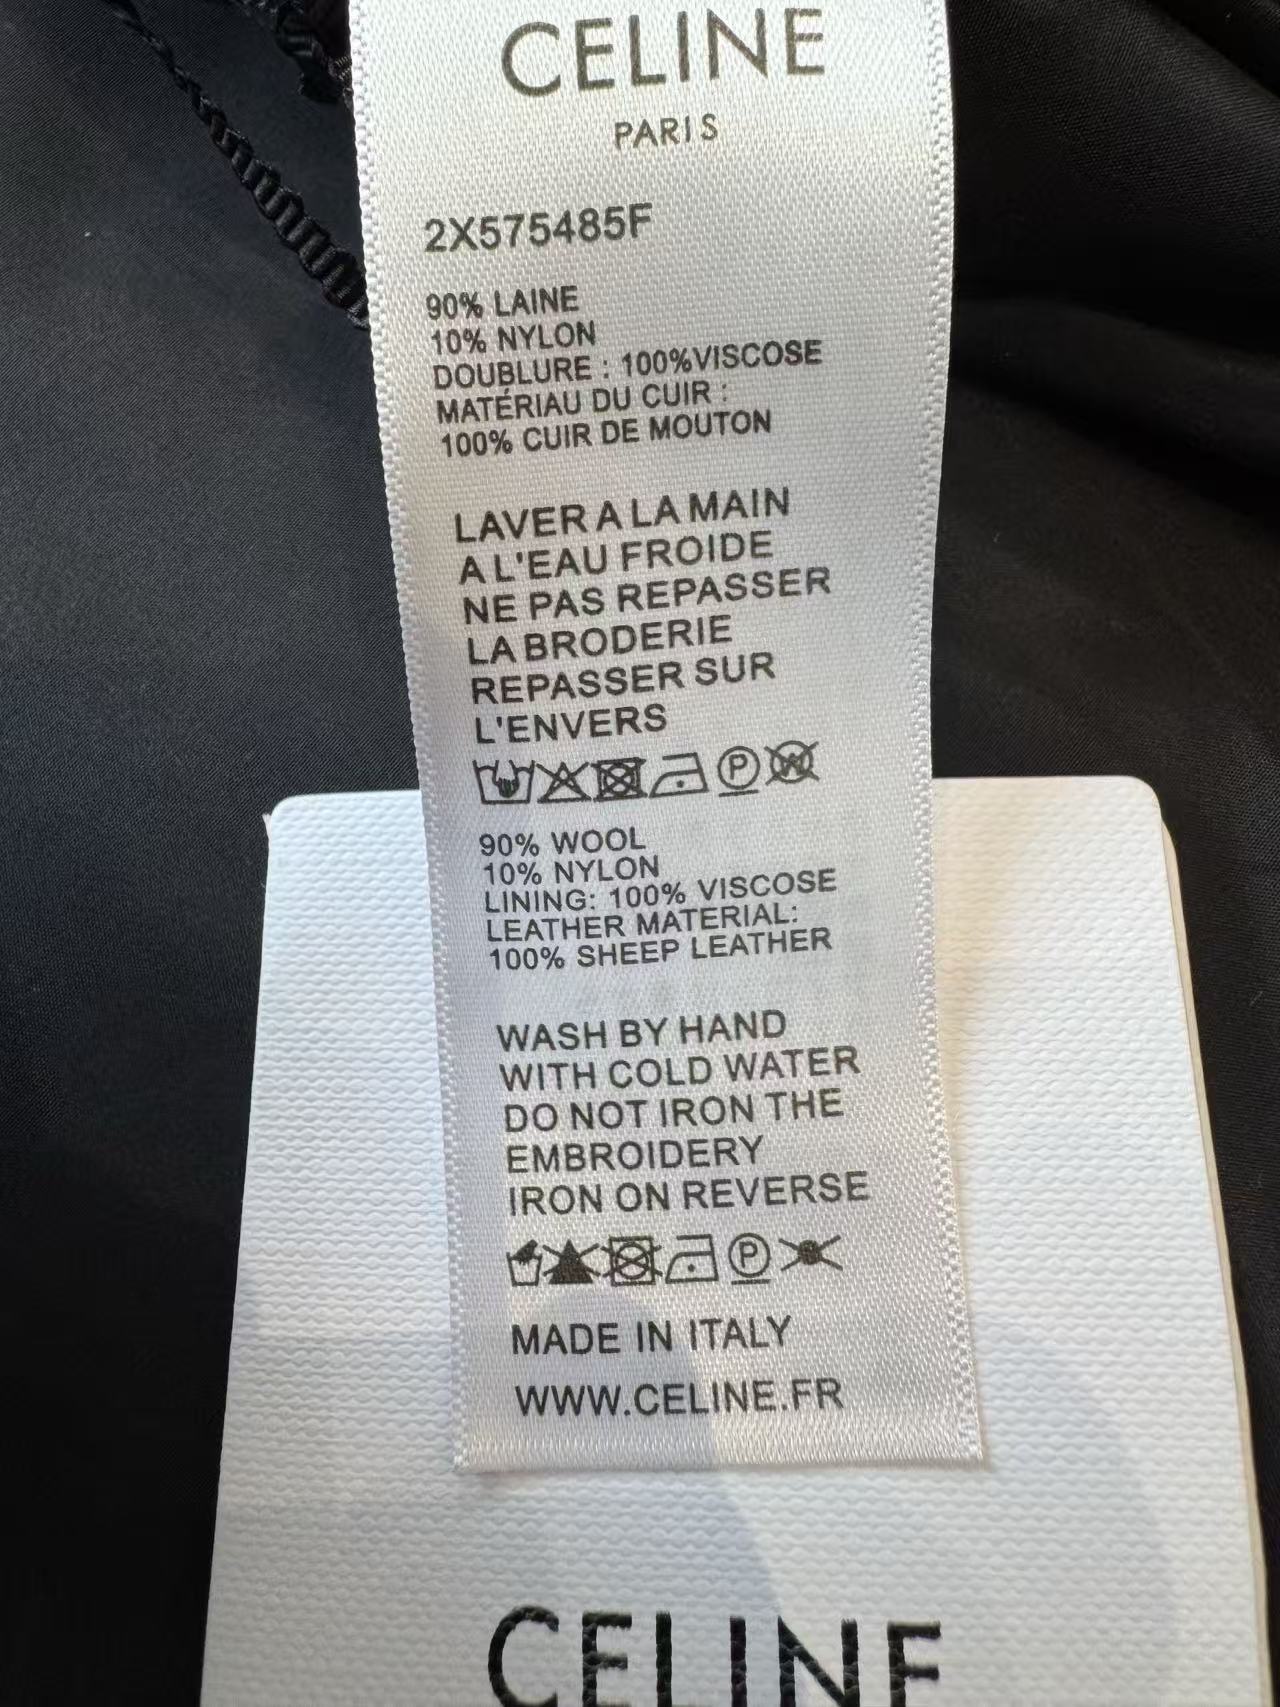 CELINE
PARIS
2X575485F
90% LAINE
10% NYLON
DOUBLURE : 100%VISCOSE
MATÉRIAU DU CUIR :
100% CUIR DE MOUTON
LAVER A LA MAIN
A L'EAU FROIDE
NE PAS REPASSER
LA BRODERIE
REPASSER SUR
L'ENVERS
P W
90% WOOL
10% NYLON
LINING: 100% VISCOSE
LEATHER MATERIAL:
100% SHEEP LEATHER
WASH BY HAND
WITH COLD WATER
DO NOT IRON THE
EMBROIDERY
IRON ON REVERSE
P
MADE IN ITALY
WWW.CELINE.FR
CELINE